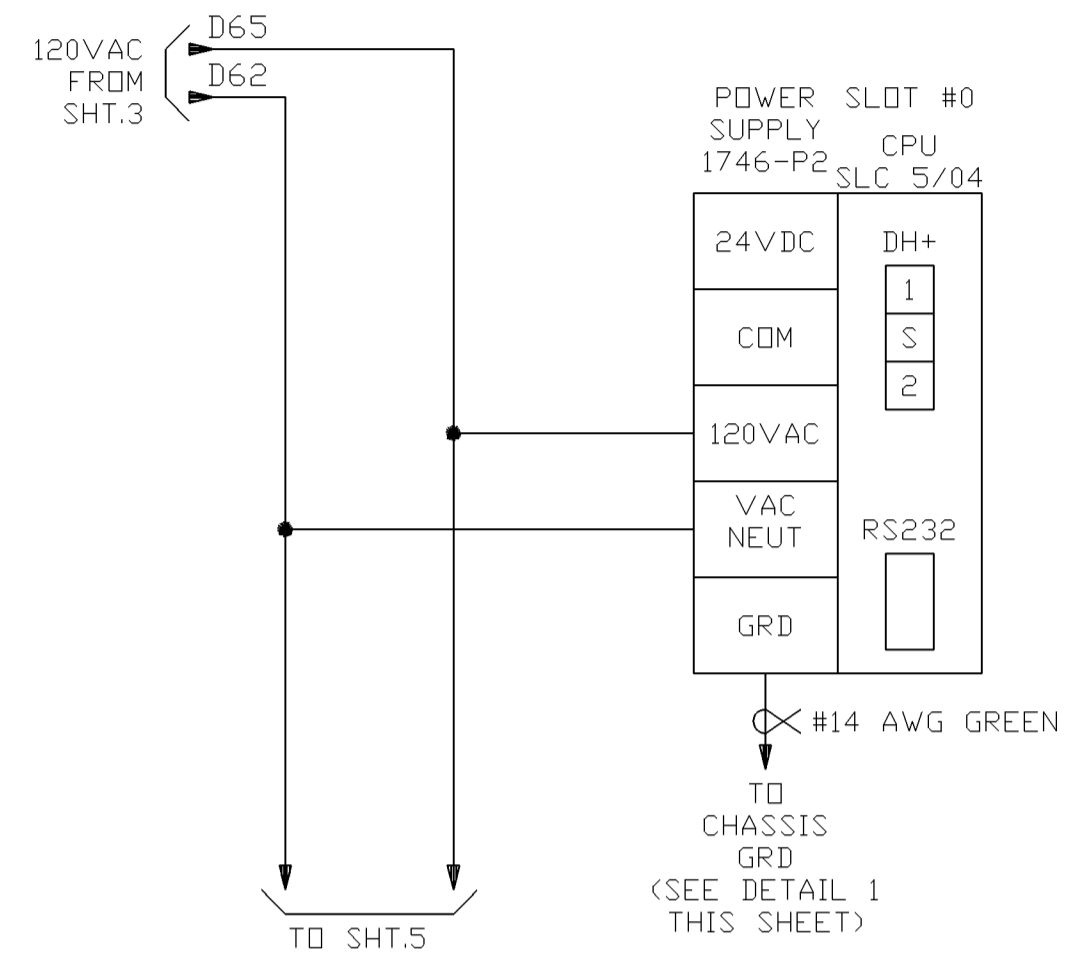 D65
120VAC
FROM
SHT.3
D62
POWER
SUPPLY
1746-P2
SLOT #0
CPU
SLC 5/04
24VDC
COM
120VAC
VAC
NEUT
GRD
DH+
1
S
2
RS232
#14 AWG GREEN
TO
CHASSIS
GRD
(SEE DETAIL 1
THIS SHEET)
TO SHT.5